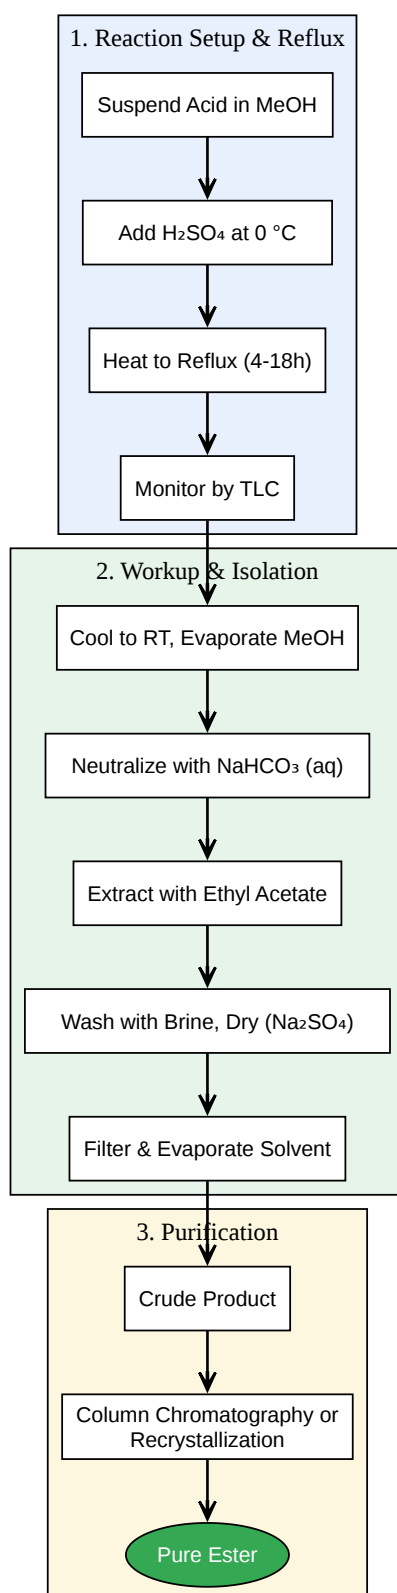 1. Reaction Setup & Reflux
Suspend Acid in MeOH
Add H₂SO₄ at 0 °C
Heat to Reflux (4-18h)
Monitor by TLC
2. Workup & Isolation
Cool to RT, Evaporate MeOH
Neutralize with NaHCO₃ (aq)
Extract with Ethyl Acetate
Wash with Brine, Dry (Na₂SO₄)
Filter & Evaporate Solvent
3. Purification
Crude Product
Column Chromatography or
Recrystallization
Pure Ester